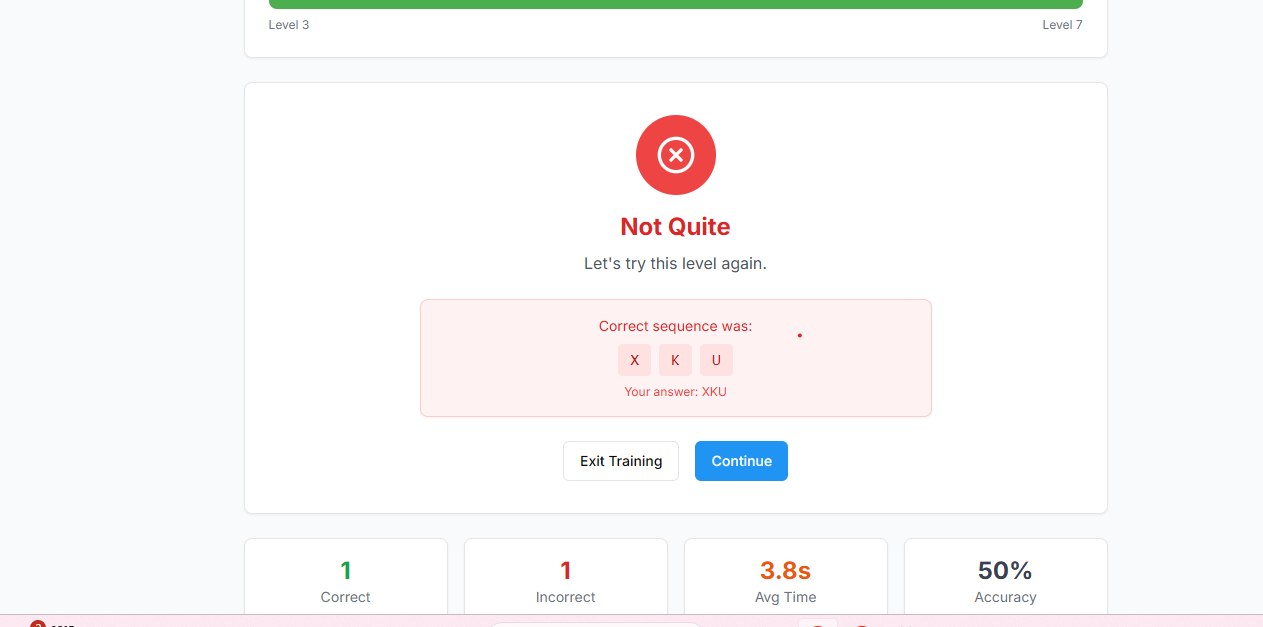 Level 3 Level 7
Not Quite
Let's try this level again.
Correct sequence was:
X K U
Your answer: XKU
Exit Training Continue
1 1 3.8s 50%
Correct Incorrect Avg Time Accuracy